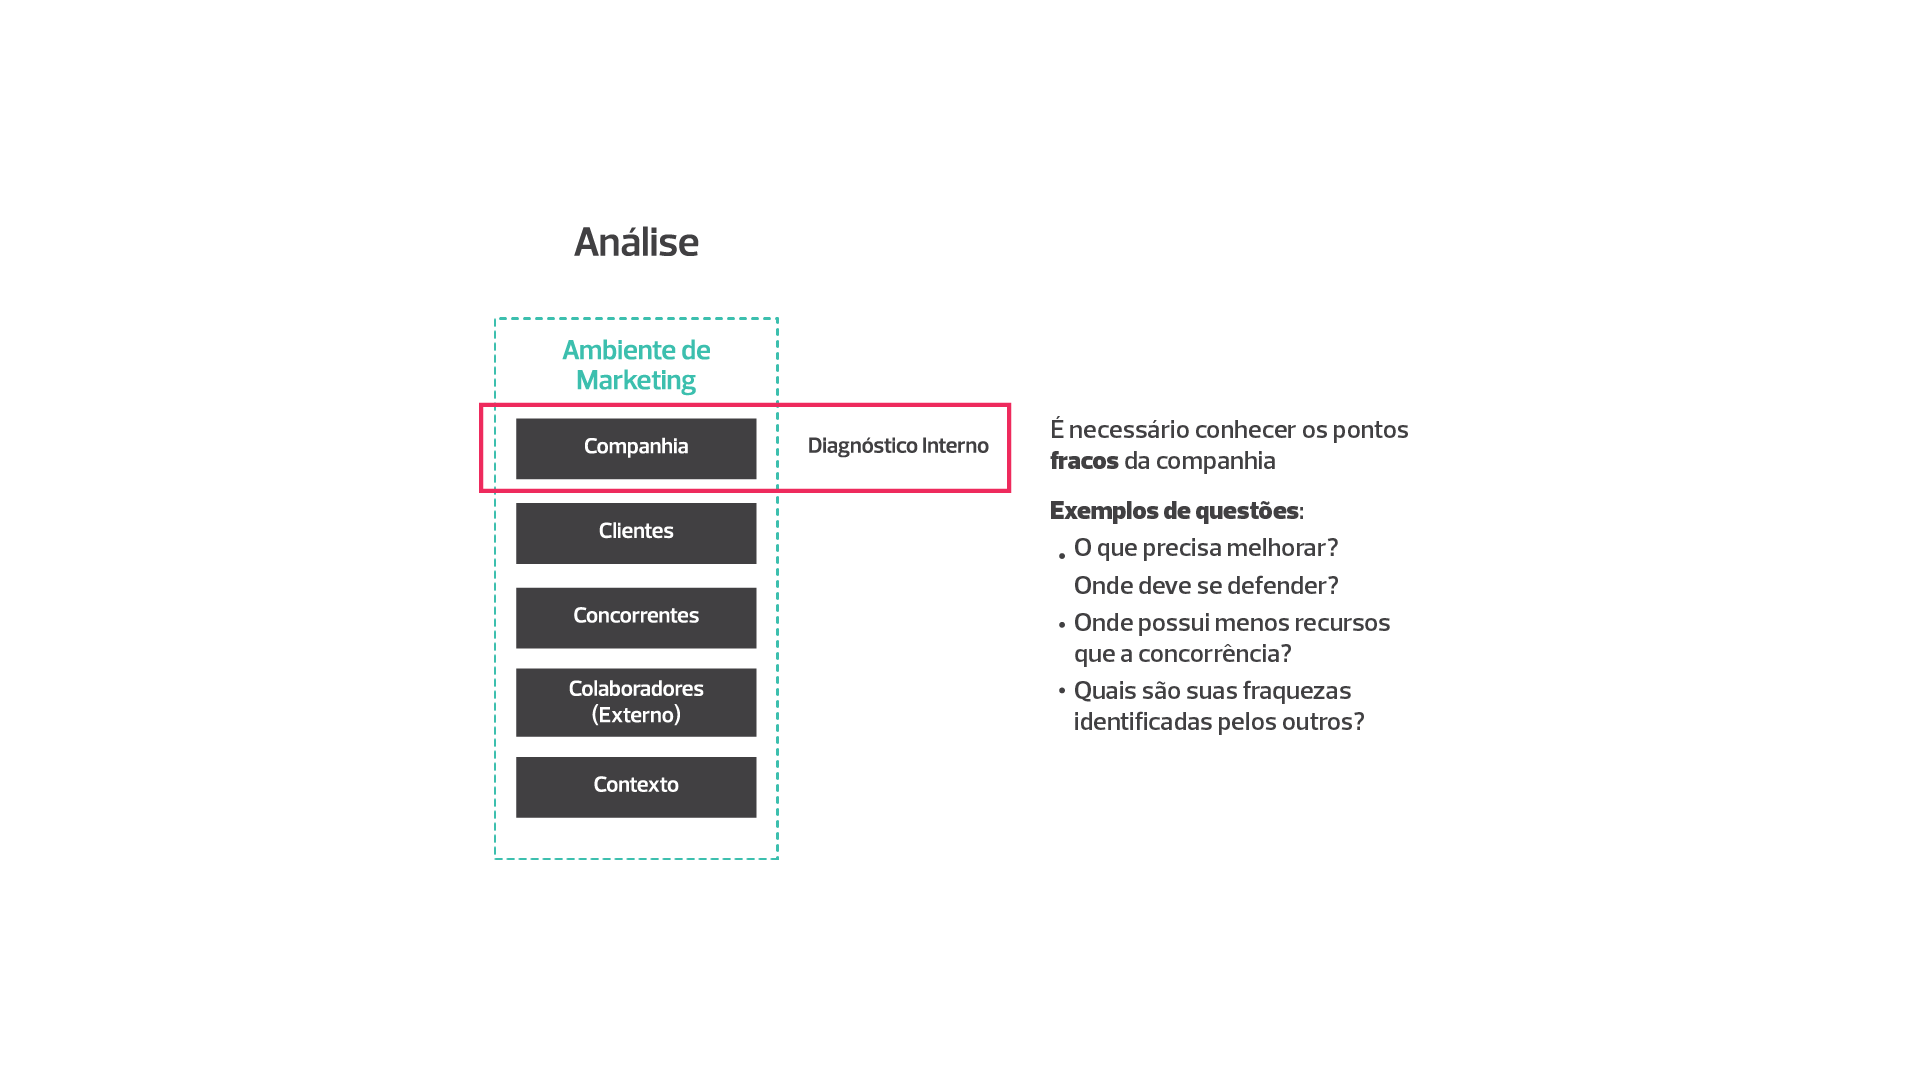 Análise
Ambiente de
Marketing
Companhia
Diagnóstico Interno
Clientes
Concorrentes
Colaboradores
(Externo)
Contexto
É necessário conhecer os pontos
fracos da companhia
Exemplos de questões:
• O que precisa melhorar?
Onde deve se defender?
• Onde possui menos recursos
que a concorrência?
• Quais são suas fraquezas
identificadas pelos outros?